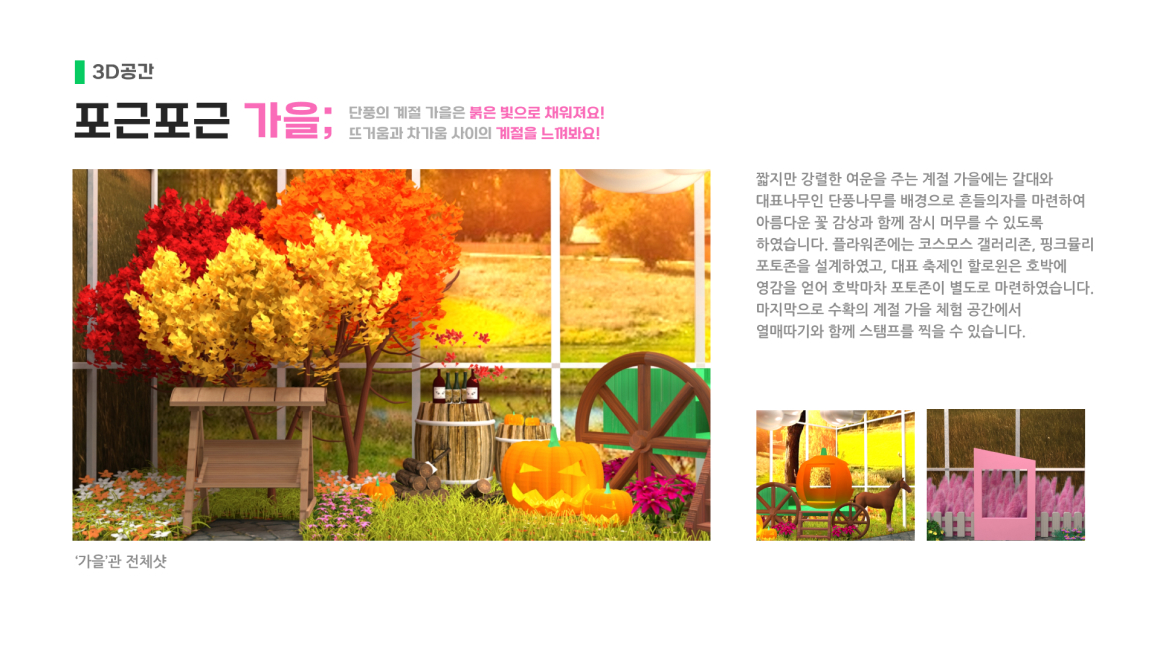 3D공간
포근포근 가을;
단풍의 계절 가을은 붉은 빛으로 채워져요!
뜨거움과 차가움 사이의 계절을 느껴봐요!
짧지만 강렬한 여운을 주는 계절 가을에는 갈대와
대표나무인 단풍나무를 배경으로 흔들의자를 마련하여
아름다운 꽃 감상과 함께 잠시 머무를 수 있도록
하였습니다. 플라워존에는 코스모스 갤러리존, 핑크뮬리
포토존을 설계하였고, 대표 축제인 할로윈은 호박에
영감을 얻어 호박마차 포토존이 별도로 마련하였습니다.
마지막으로 수확의 계절 가을 체험 공간에서
열매따기와 함께 스탬프를 찍을 수 있습니다.
‘가을’관 전체샷